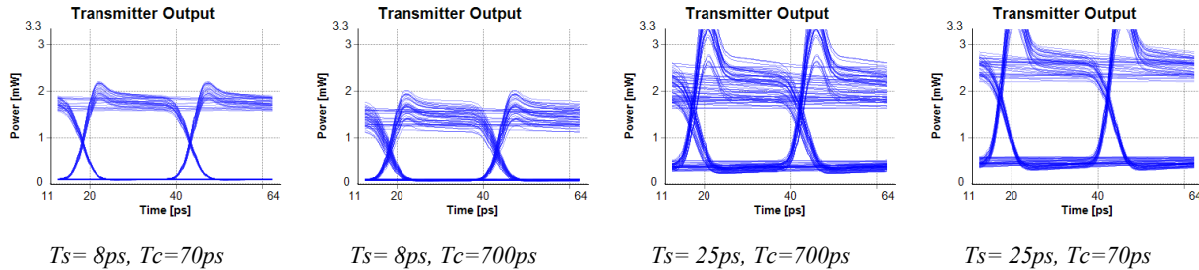 Transmitter Output
3.3
3
2
1
0
Power [mW]
11
20
40
64
Time [ps]
Ts= 8ps, Tc=70ps
Transmitter Output
3.3
3
2
1
0
Power [mW]
11
20
40
64
Time [ps]
Ts= 8ps, Tc=700ps
Transmitter Output
3.3
3
2
1
0
Power [mW]
11
20
40
64
Time [ps]
Ts= 25ps, Tc=700ps
Transmitter Output
3.3
3
2
1
0
Power [mW]
11
20
40
64
Time [ps]
Ts= 25ps, Tc=70ps